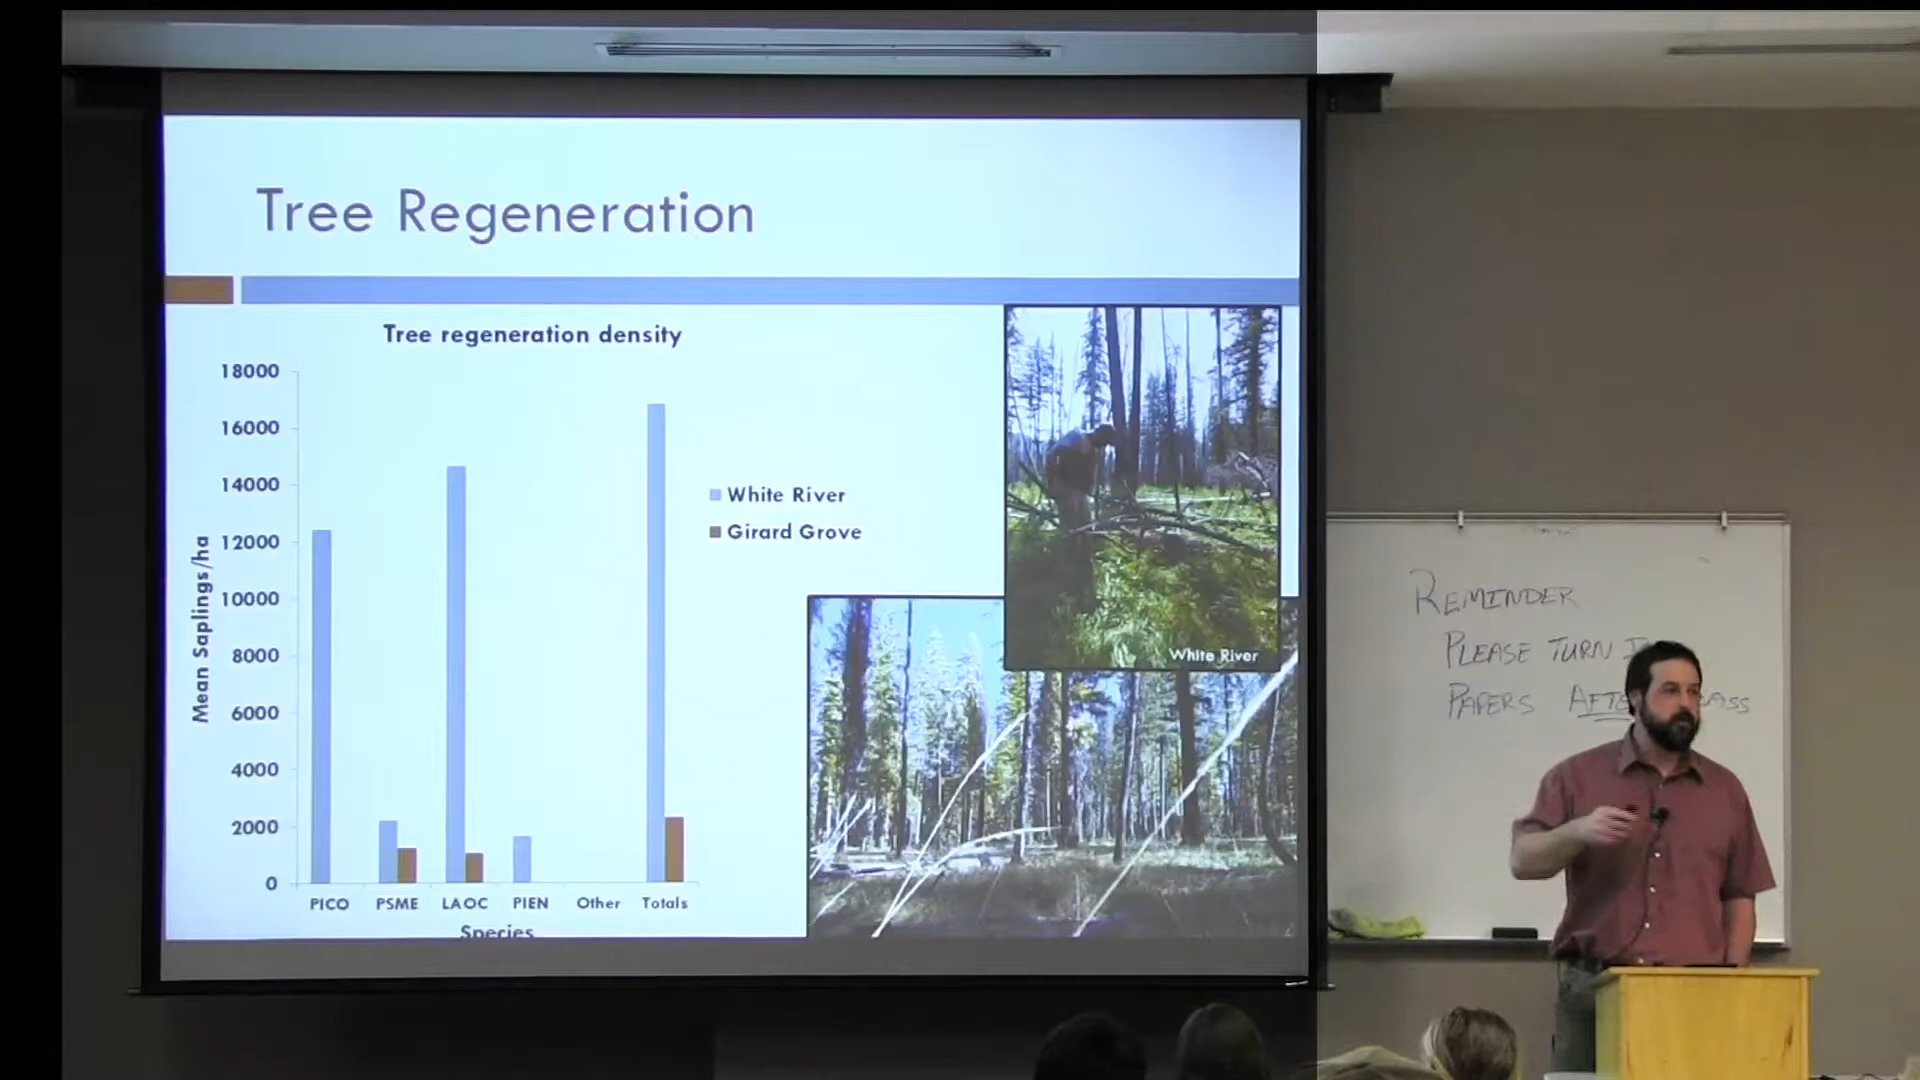 Tree Regeneration
Tree regeneration density
18000
16000
14000
12000
10000
8000
6000
4000
2000
0
Mean Saplings/ha
PICO PSME LAOC PIEN Other Totals
Species
White River
Girard Grove
White River
REMINDER
PLEASE TURN
PAPERS